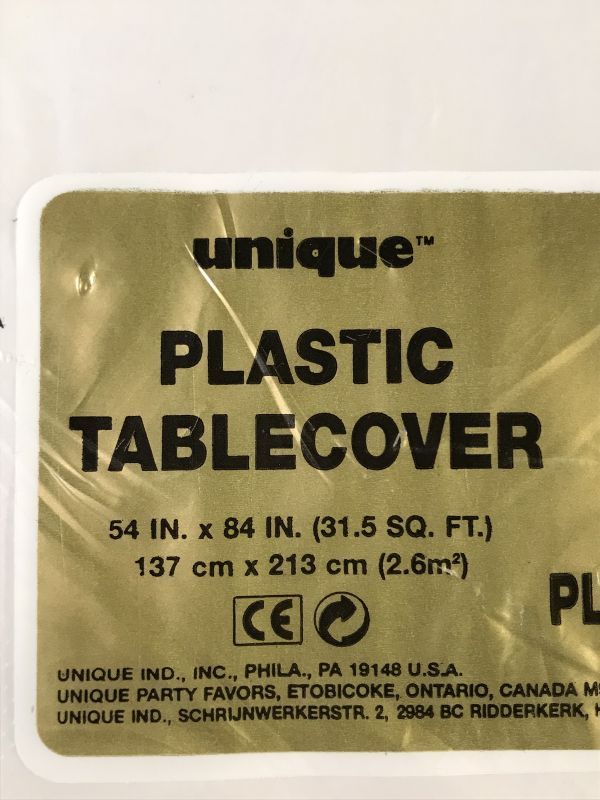 unique™
PLASTIC
TABLECOVER
54 IN. x 84 IN. (31.5 SQ. FT.)
137 cm x 213 cm (2.6m²)
CE
PL
UNIQUE IND., INC., PHILA., PA 19148 U.S.A.
UNIQUE PARTY FAVORS, ETOBICOKE, ONTARIO, CANADA
UNIQUE IND., SCHRIJNWERKERSTR. 2, 2984 BC RIDDERKERK,